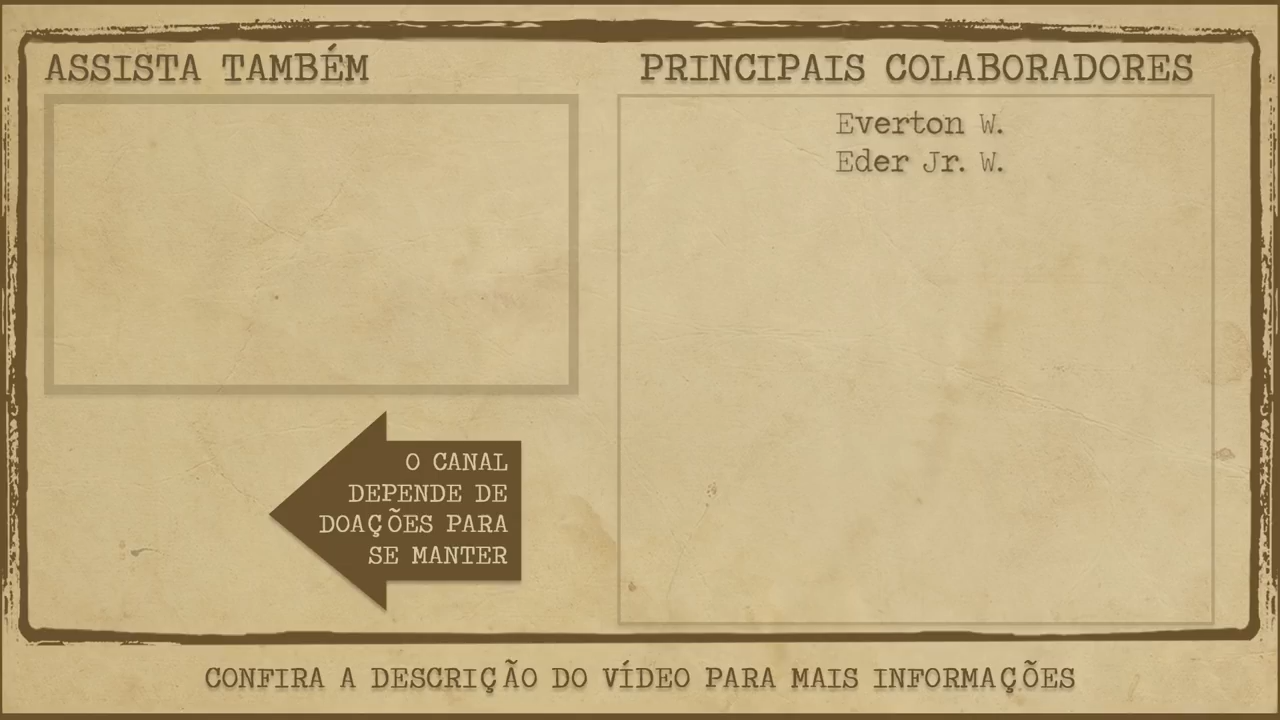 ASSISTA TAMBÉM
PRINCIPAIS COLABORADORES
Everton W.
Eder Jr. W.
O CANAL
DEPENDE DE
DOAÇÕES PARA
SE MANTER
CONFIRA A DESCRIÇÃO DO VÍDEO PARA MAIS INFORMAÇÕES